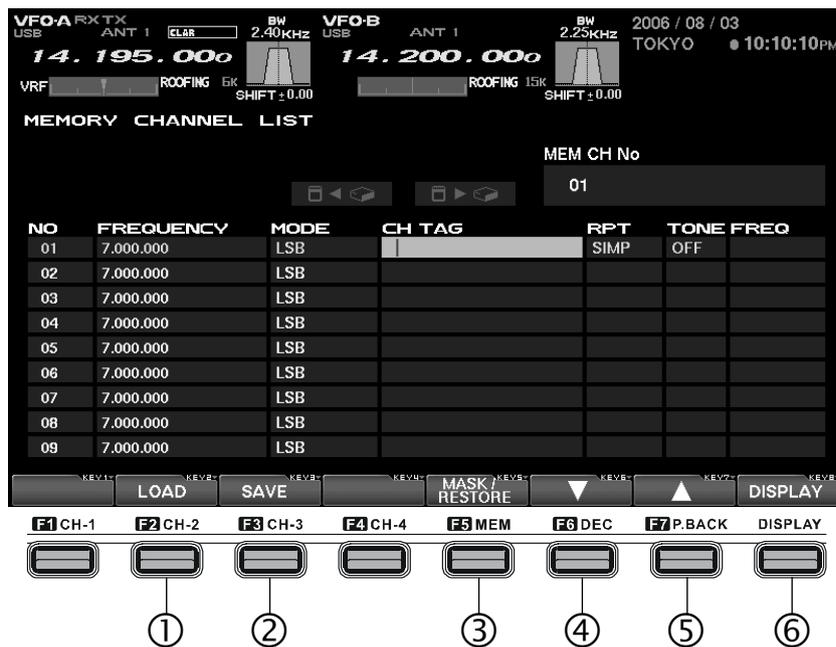 VFO-A RX TX VFO-B 2006 / 08 / 03
USB ANT 1 CLAR BW 2.40KHz USB ANT 1 BW 2.25KHz TOKYO 10:10:10PM
14. 195. 000 14. 200. 000
VRF ROOFING 6K SHIFT ± 0.00 ROOFING 15K SHIFT ± 0.00
MEMORY CHANNEL LIST
MEM CH No
01
NO FREQUENCY MODE CH TAG RPT TONE FREQ
01 7.000.000 LSB SIMP OFF
02 7.000.000 LSB
03 7.000.000 LSB
04 7.000.000 LSB
05 7.000.000 LSB
06 7.000.000 LSB
07 7.000.000 LSB
08 7.000.000 LSB
09 7.000.000 LSB
KEY1 KEY2 KEY3 KEY4 KEY5 KEY6 KEY7 KEY8
LOAD SAVE MASK / RESTORE ▼ ▲ DISPLAY
F1 CH-1 F2 CH-2 F3 CH-3 F4 CH-4 F5 MEM F6 DEC F7 P.BACK DISPLAY
① ② ③ ④ ⑤ ⑥